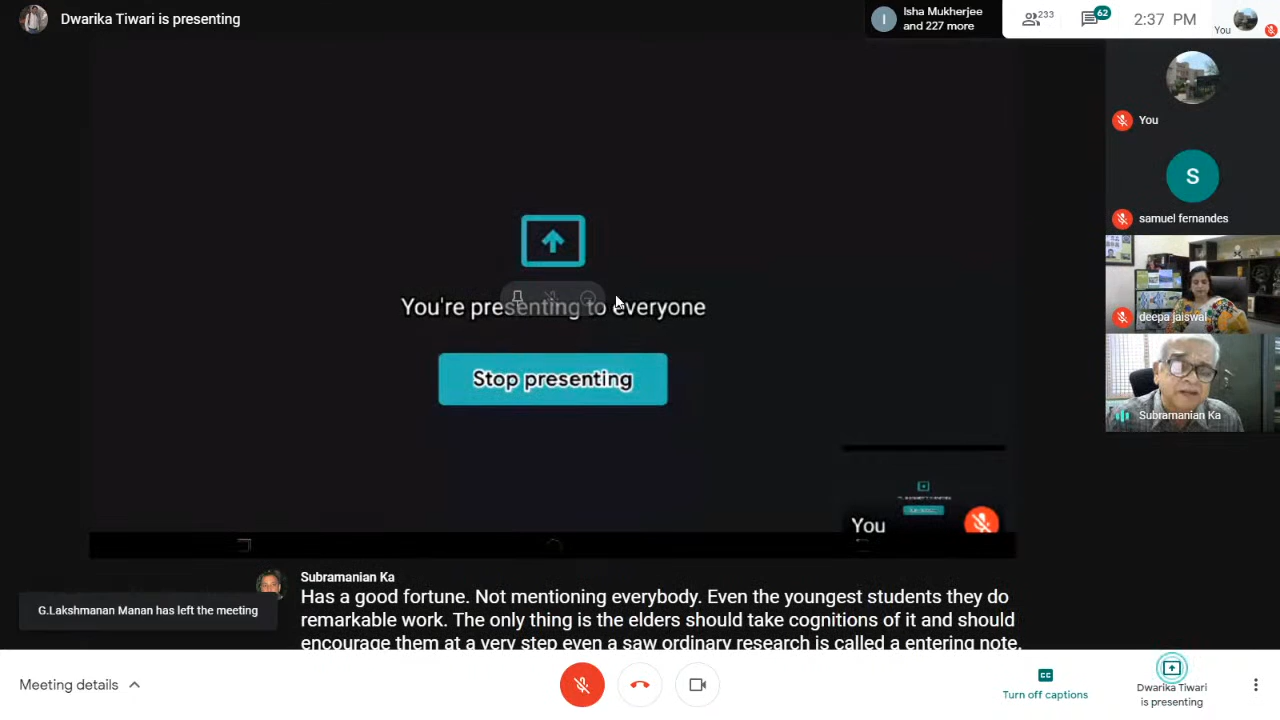 Dwarika Tiwari is presenting
I
Isha Mukherjee
and 227 more
233
62
2:37 PM
You
You
S
samuel fernandes
deepa jaiswal
Subramanian Ka
You're presenting to everyone
Stop presenting
You
Subramanian Ka
Has a good fortune. Not mentioning everybody. Even the youngest students they do
remarkable work. The only thing is the elders should take cognitions of it and should
encourage them at a very step even a saw ordinary research is called a entering note.
G.Lakshmanan Manan has left the meeting
Meeting details
CC
Turn off captions
Dwarika Tiwari
is presenting